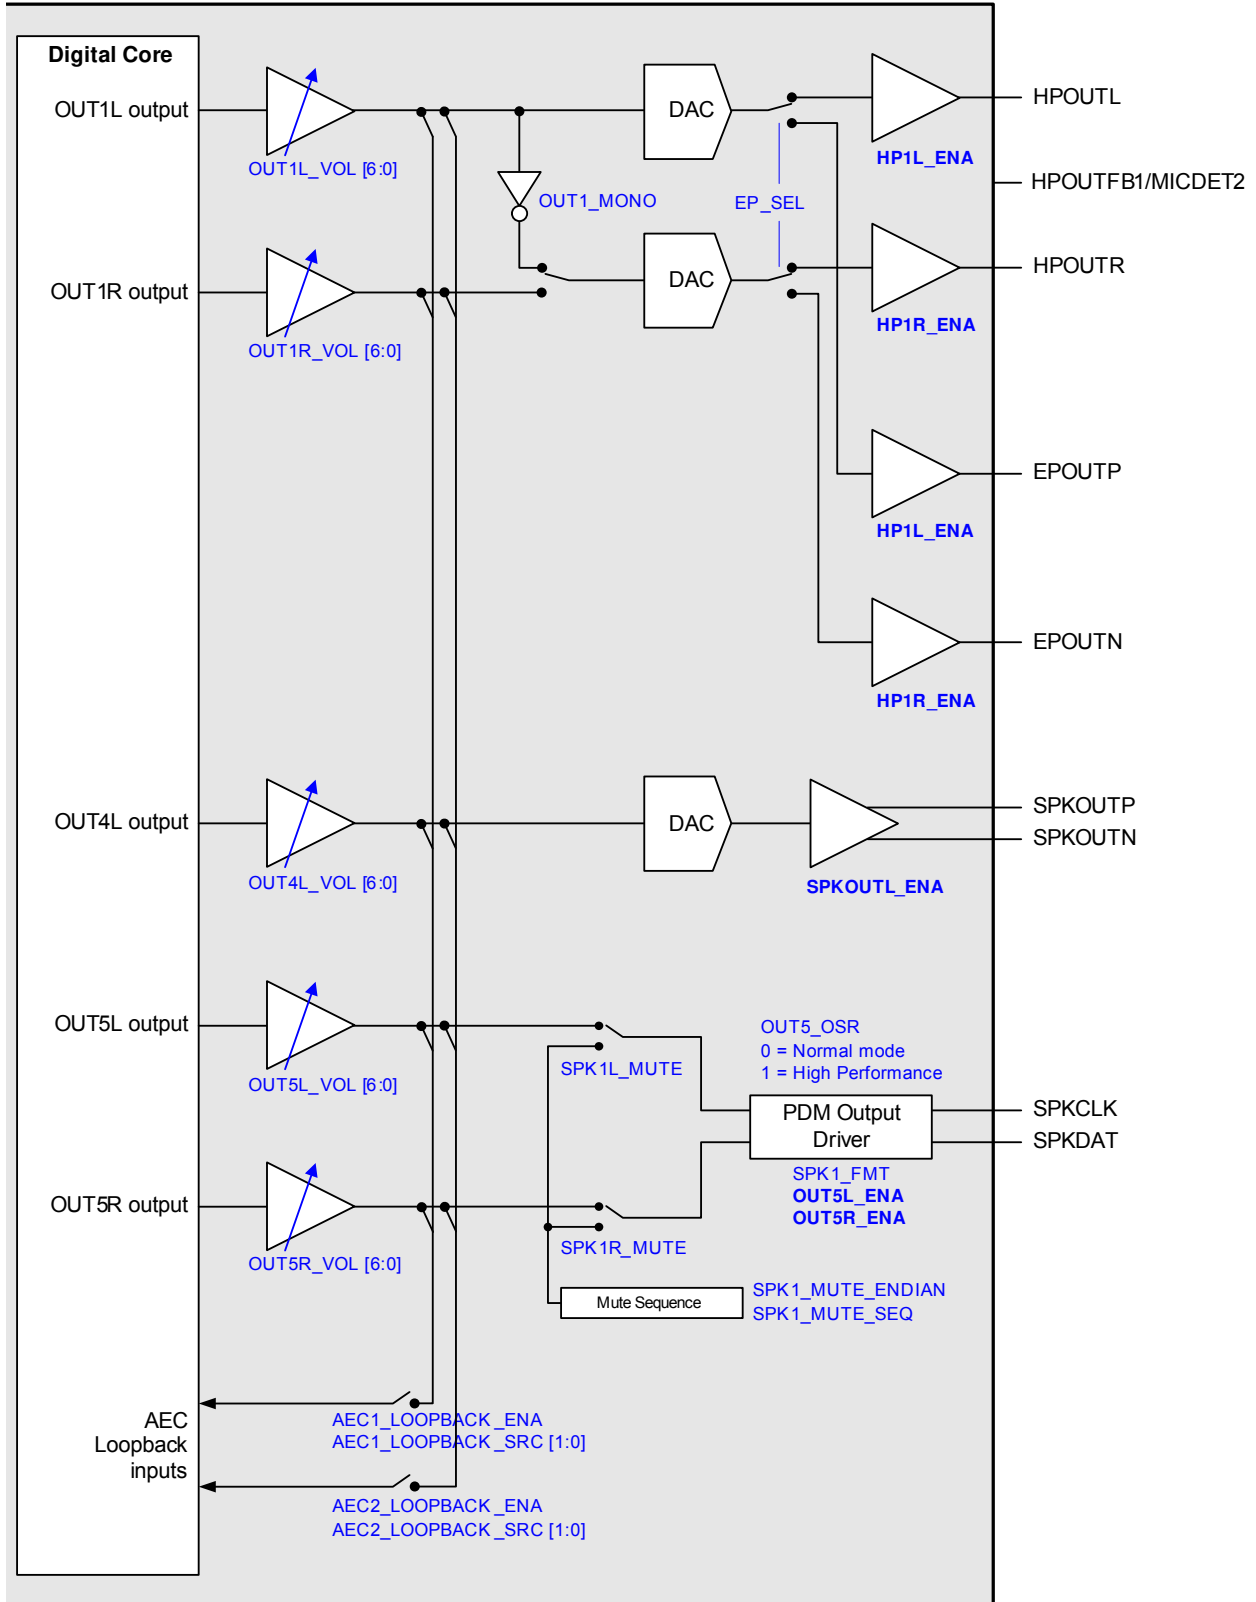 Digital Core
OUT1L output
OUT1L_VOL [6:0]
DAC
HP1L_ENA
HPOUTL
HPOUTFB1/MICDET2
OUT1_MONO
EP_SEL
OUT1R output
OUT1R_VOL [6:0]
DAC
HP1R_ENA
HPOUTR
EPOUTP
HP1L_ENA
EPOUTN
HP1R_ENA
OUT4L output
OUT4L_VOL [6:0]
DAC
SPKOUTL_ENA
SPKOUTP
SPKOUTN
OUT5L output
OUT5L_VOL [6:0]
SPK1L_MUTE
OUT5_OSR
0 = Normal mode
1 = High Performance
PDM Output
Driver
SPKCLK
SPKDAT
SPK1_FMT
OUT5L_ENA
OUT5R_ENA
OUT5R output
OUT5R_VOL [6:0]
SPK1R_MUTE
Mute Sequence
SPK1_MUTE_ENDIAN
SPK1_MUTE_SEQ
AEC
Loopback
inputs
AEC1_LOOPBACK_ENA
AEC1_LOOPBACK_SRC [1:0]
AEC2_LOOPBACK_ENA
AEC2_LOOPBACK_SRC [1:0]